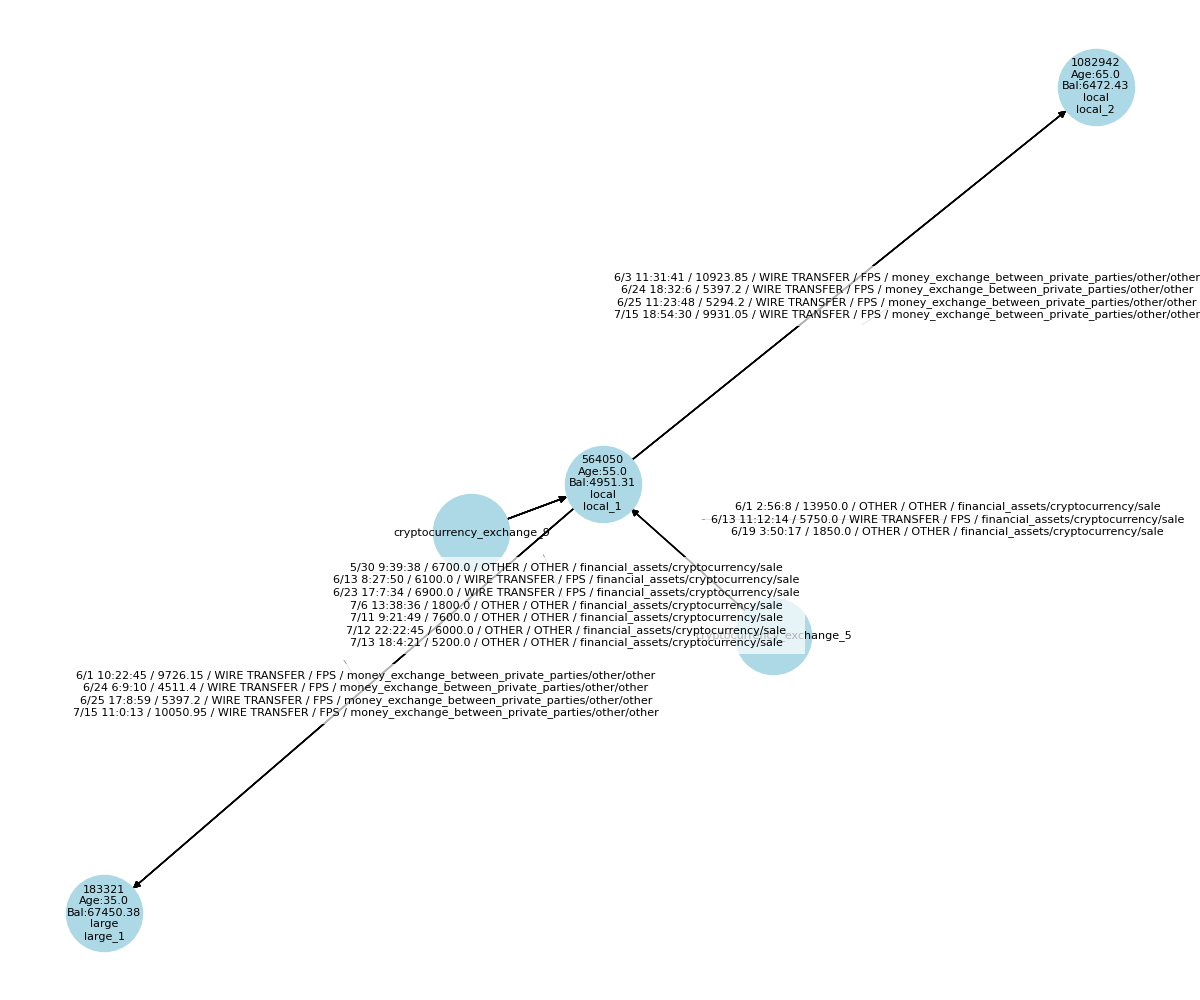 1082942
Age:65.0
Bal:6472.43
local
local_2
6/3 11:31:41 / 10923.85 / WIRE TRANSFER / FPS / money_exchange_between_private_parties/other/other
6/24 18:32:6 / 5397.2 / WIRE TRANSFER / FPS / money_exchange_between_private_parties/other/other
6/25 11:23:48 / 5294.2 / WIRE TRANSFER / FPS / money_exchange_between_private_parties/other/other
7/15 18:54:30 / 9931.05 / WIRE TRANSFER / FPS / money_exchange_between_private_parties/other/other
564050
Age:55.0
Bal:4951.31
local
local_1
6/1 2:56:8 / 13950.0 / OTHER / OTHER / financial_assets/cryptocurrency/sale
6/13 11:12:14 / 5750.0 / WIRE TRANSFER / FPS / financial_assets/cryptocurrency/sale
6/19 3:50:17 / 1850.0 / OTHER / OTHER / financial_assets/cryptocurrency/sale
cryptocurrency_exchange_9
5/30 9:39:38 / 6700.0 / OTHER / OTHER / financial_assets/cryptocurrency/sale
6/13 8:27:50 / 6100.0 / WIRE TRANSFER / FPS / financial_assets/cryptocurrency/sale
6/23 17:7:34 / 6900.0 / WIRE TRANSFER / FPS / financial_assets/cryptocurrency/sale
7/6 13:38:36 / 1800.0 / OTHER / OTHER / financial_assets/cryptocurrency/sale
7/11 9:21:49 / 7600.0 / OTHER / OTHER / financial_assets/cryptocurrency/sale
7/12 22:22:45 / 6000.0 / OTHER / OTHER / financial_assets/cryptocurrency/sale
7/13 18:4:21 / 5200.0 / OTHER / OTHER / financial_assets/cryptocurrency/sale
cryptocurrency_exchange_5
6/1 10:22:45 / 9726.15 / WIRE TRANSFER / FPS / money_exchange_between_private_parties/other/other
6/24 6:9:10 / 4511.4 / WIRE TRANSFER / FPS / money_exchange_between_private_parties/other/other
6/25 17:8:59 / 5397.2 / WIRE TRANSFER / FPS / money_exchange_between_private_parties/other/other
7/15 11:0:13 / 10050.95 / WIRE TRANSFER / FPS / money_exchange_between_private_parties/other/other
183321
Age:35.0
Bal:67450.38
large
large_1